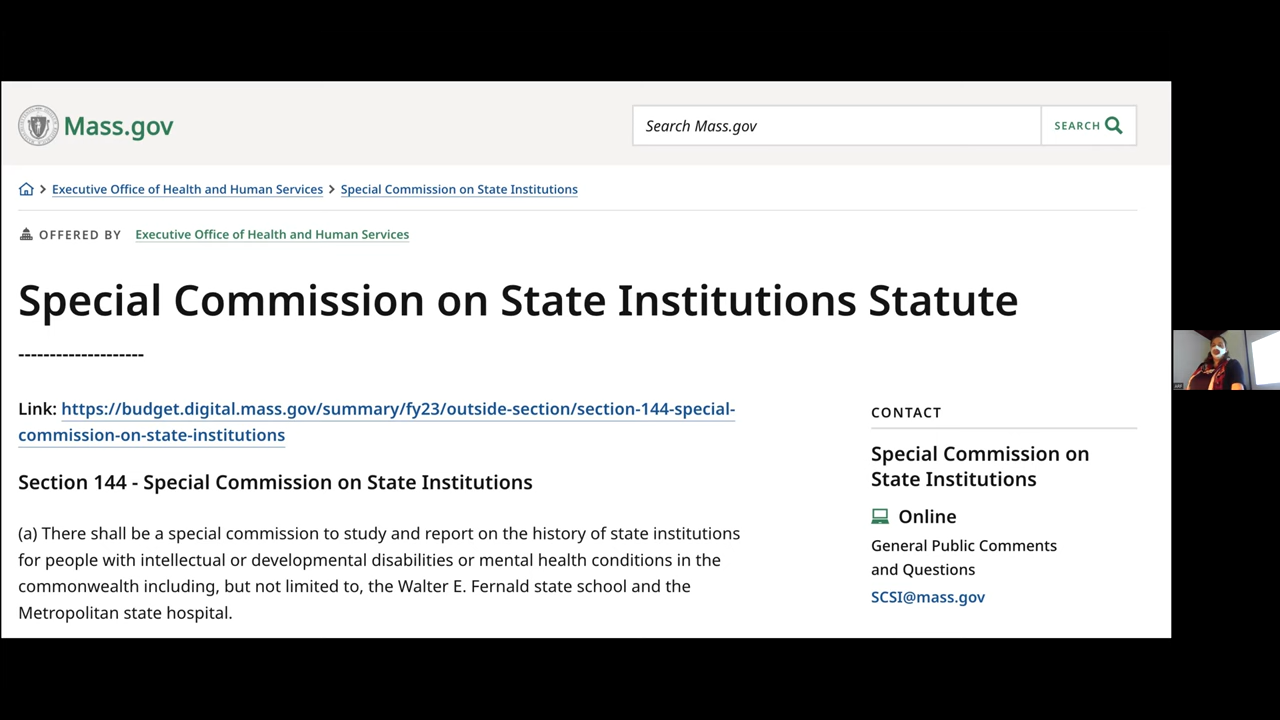 Mass.gov
Search Mass.gov
SEARCH
Executive Office of Health and Human Services > Special Commission on State Institutions
OFFERED BY Executive Office of Health and Human Services
Special Commission on State Institutions Statute
--------------------
Link: https://budget.digital.mass.gov/summary/fy23/outside-section/section-144-special-
commission-on-state-institutions
Section 144 - Special Commission on State Institutions
(a) There shall be a special commission to study and report on the history of state institutions
for people with intellectual or developmental disabilities or mental health conditions in the
commonwealth including, but not limited to, the Walter E. Fernald state school and the
Metropolitan state hospital.
CONTACT
Special Commission on
State Institutions
Online
General Public Comments
and Questions
SCSI@mass.gov